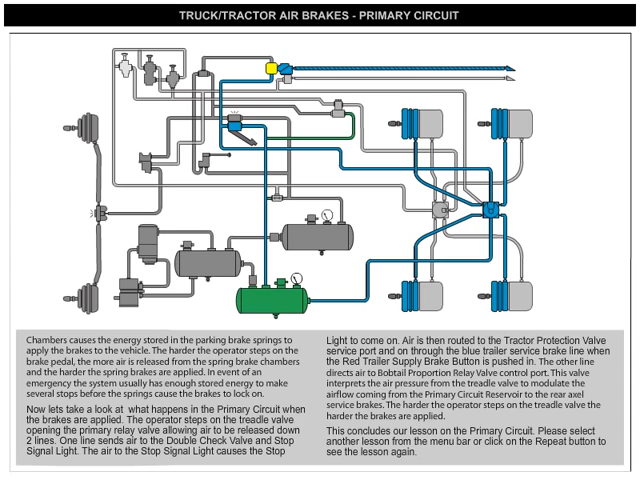 TRUCK/TRACTOR AIR BRAKES - PRIMARY CIRCUIT
Chambers causes the energy stored in the parking brake springs to
apply the brakes to the vehicle. The harder the operator steps on the
brake pedal, the more air is released from the spring brake chambers
and the harder the spring brakes are applied. In event of an
emergency the system usually has enough stored energy to make
several stops before the springs cause the brakes to lock on.
Now lets take a look at what happens in the Primary Circuit when
the brakes are applied. The operator steps on the treadle valve
opening the primary relay valve allowing air to be released down
2 lines. One line sends air to the Double Check Valve and Stop
Signal Light. The air to the Stop Signal Light causes the Stop
Light to come on. Air is then routed to the Tractor Protection Valve
service port and on through the blue trailer service brake line when
the Red Trailer Supply Brake Button is pushed in. The other line
directs air to Bobtail Proportion Relay Valve control port. This valve
interprets the air pressure from the treadle valve to modulate the
airflow coming from the Primary Circuit Reservoir to the rear axel
service brakes. The harder the operator steps on the treadle valve the
harder the brakes are applied.
This concludes our lesson on the Primary Circuit. Please select
another lesson from the menu bar or click on the Repeat button to
see the lesson again.